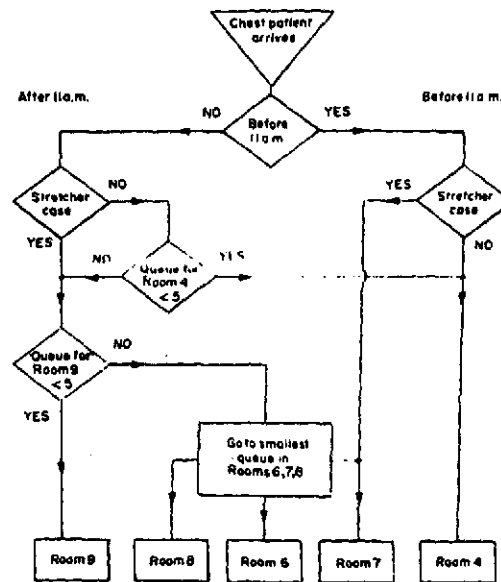 Chest patient
arrives
After 11a.m.
NO
YES
Before 11a.m.
Before
11a.m
Stretcher
case
NO
YES
Stretcher
case
YES
NO
NO
YES
Queue for
Room 4
< 5
Queue for
Room 9
< 5
NO
YES
Go to smallest
queue in
Rooms 6,7,8
Room 9
Room 8
Room 6
Room 7
Room 4